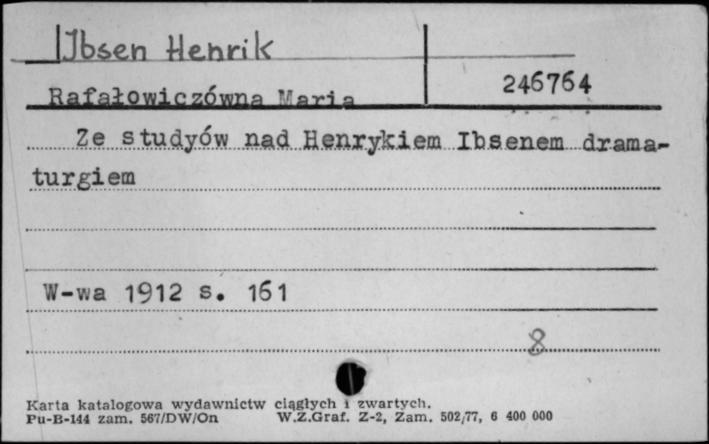 Ibsen Henrik
Rafałowiczówna Maria
246764
Ze studyów nad Henrykiem Ibsenem drama-
turgiem
W-wa 1912 s. 161
8
Karta katalogowa wydawnictw ciągłych i zwartych.
Pu-B-144 zam. 567/DW/On W.Z.Graf. Z-2, Zam. 502/77, 6 400 000